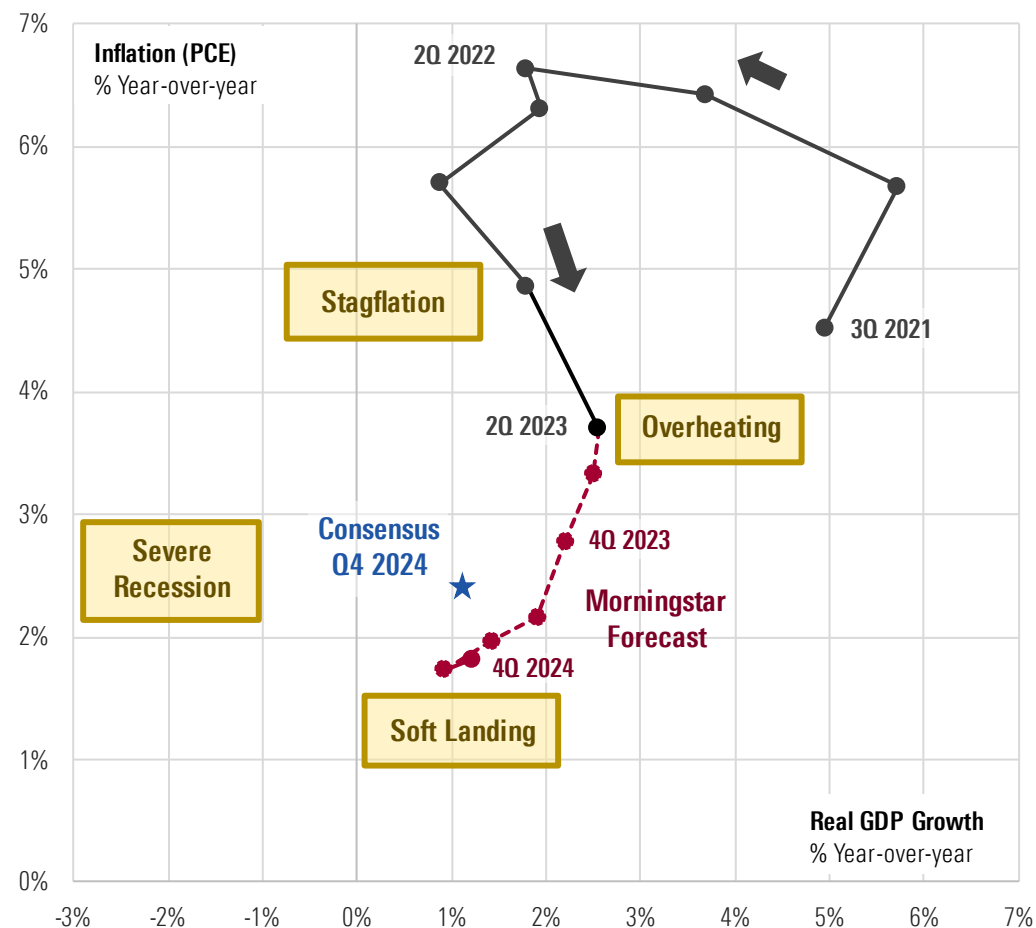 7%
Inflation (PCE)
% Year-over-year
2Q 2022
6%
5%
Stagflation
3Q 2021
4%
2Q 2023
Overheating
3%
Consensus
Q4 2024
4Q 2023
Severe
Recession
Morningstar
Forecast
2%
4Q 2024
Soft Landing
1%
Real GDP Growth
% Year-over-year
0%
-3%
-2%
-1%
0%
1%
2%
3%
4%
5%
6%
7%